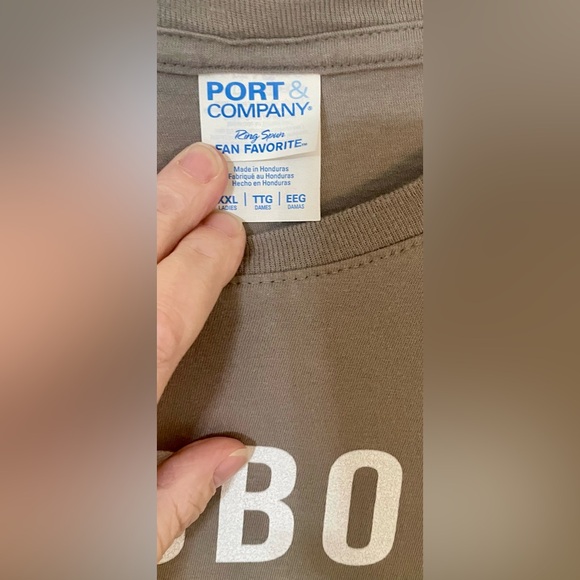 PORT &
COMPANY®
Ring Spun
FAN FAVORITE™
Made in Honduras
Fabriqué au Honduras
Hecho en Honduras
XXL | TTG | EEG
LADIES DAMES DAMAS
BO